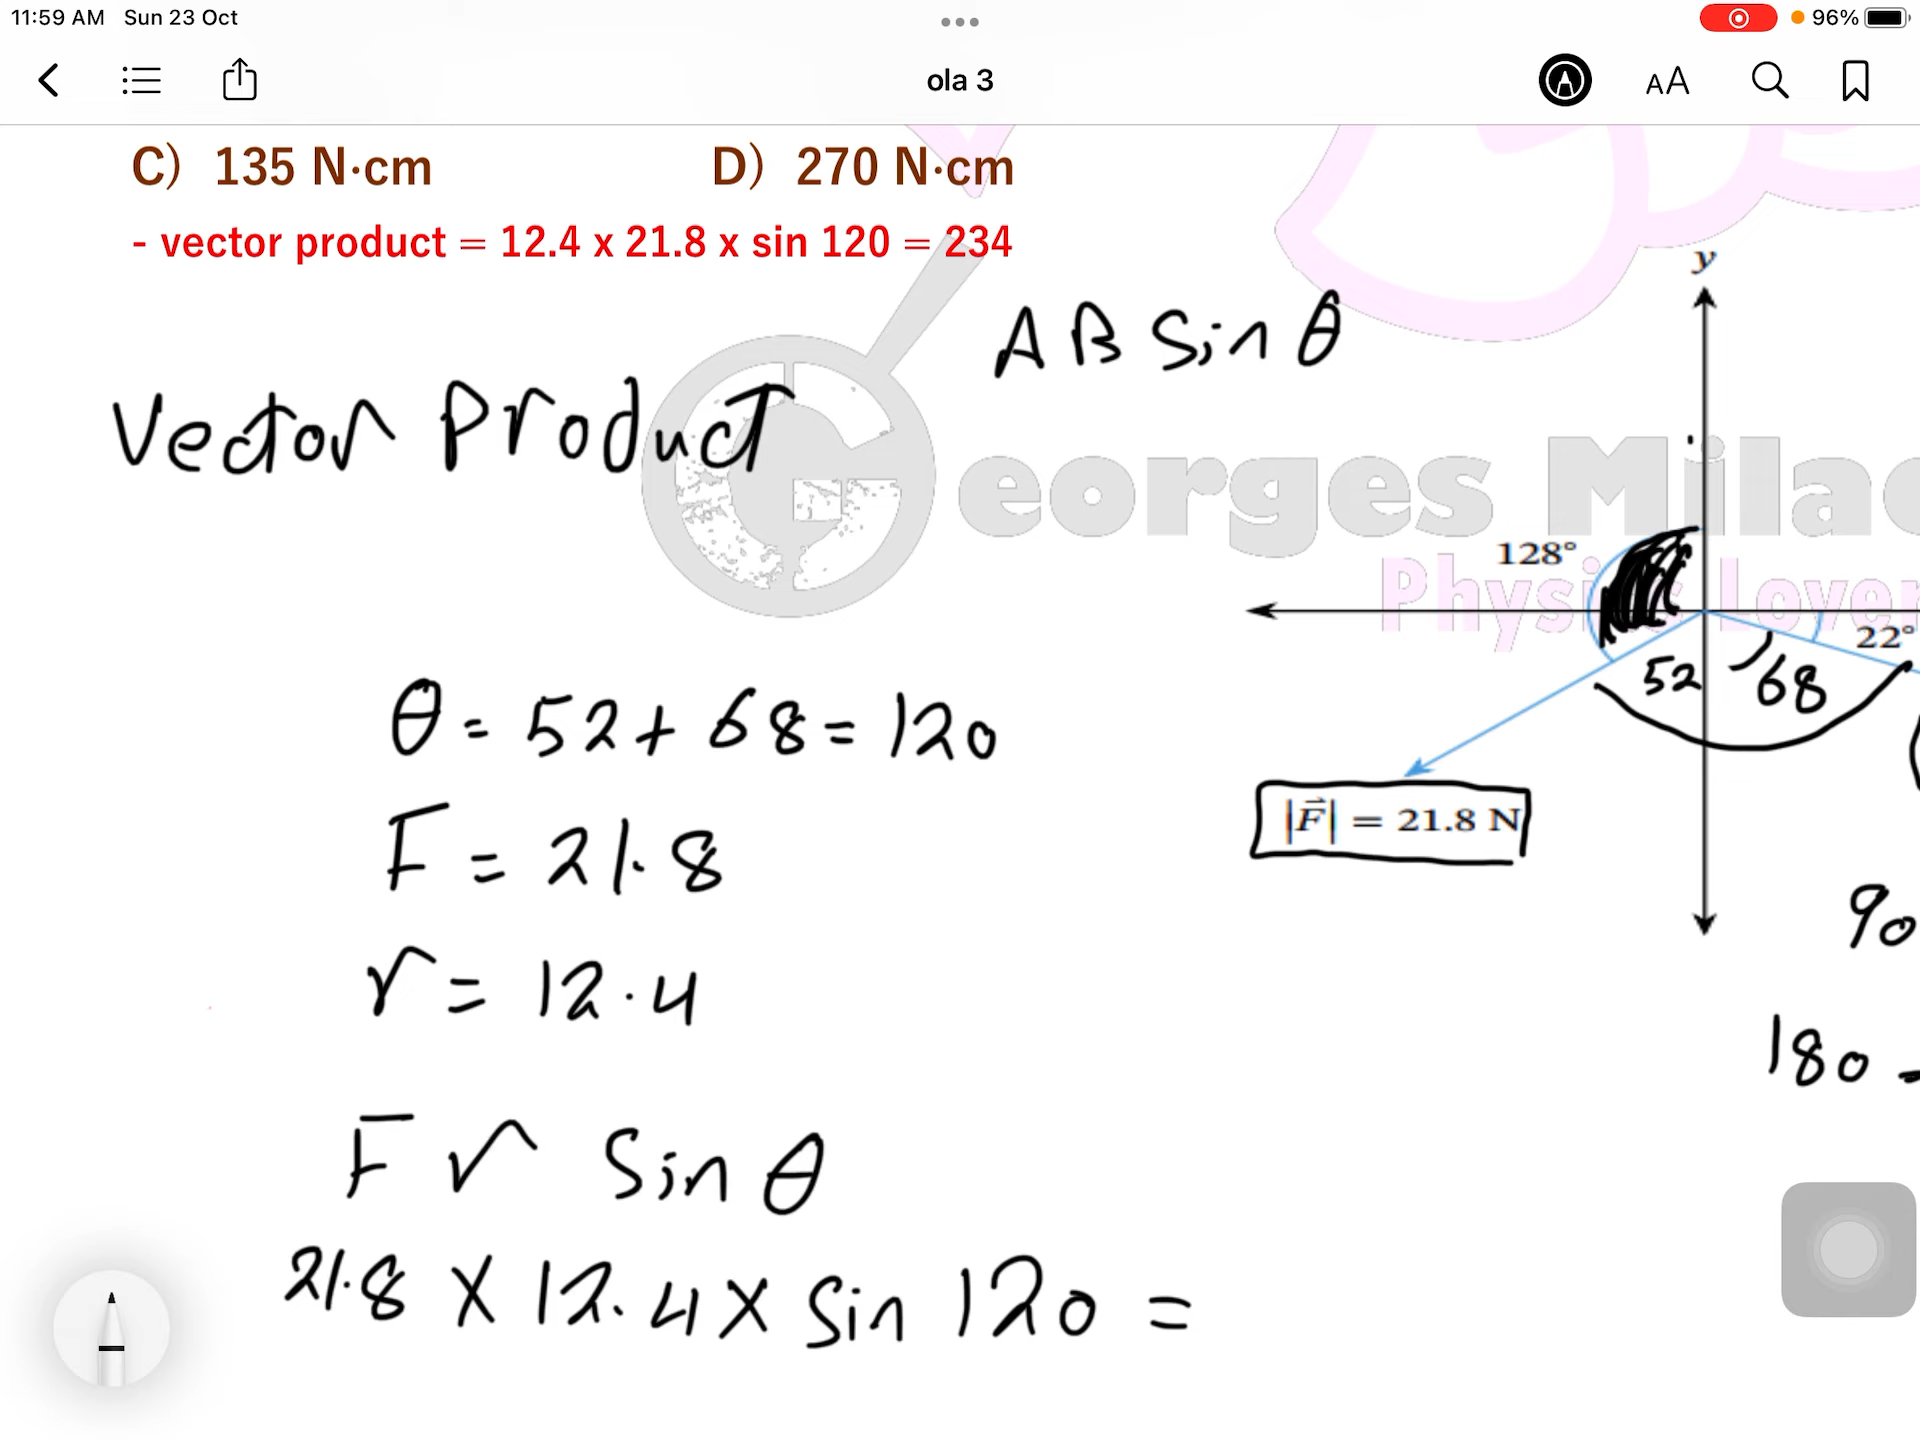 11:59 AM Sun 23 Oct
96%
ola 3
AA
C) 135 N·cm D) 270 N·cm
- vector product = 12.4 x 21.8 x sin 120 = 234
y
AB Sin θ
Vector Product
eorges Milad
128°
Physics Lover
22°
52 68
θ = 52 + 68 = 120
|F⃗| = 21.8 N
F = 21.8
90
r = 12.4
180 -
F r Sin θ
21.8 X 12.4 X Sin 120 =